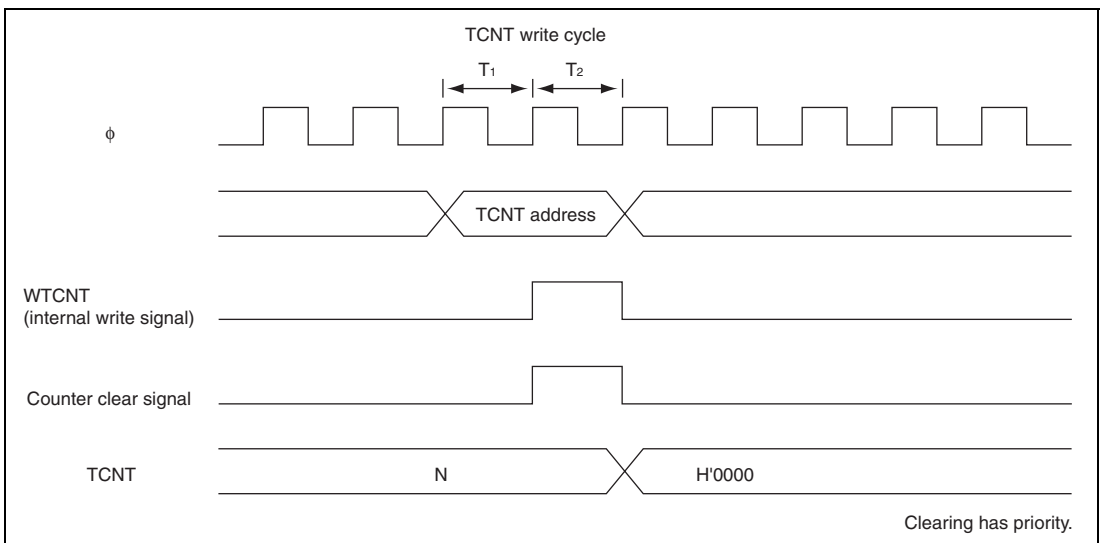 TCNT write cycle
T1 T2
ϕ
TCNT address
WTCNT
(internal write signal)
Counter clear signal
TCNT N H'0000
Clearing has priority.